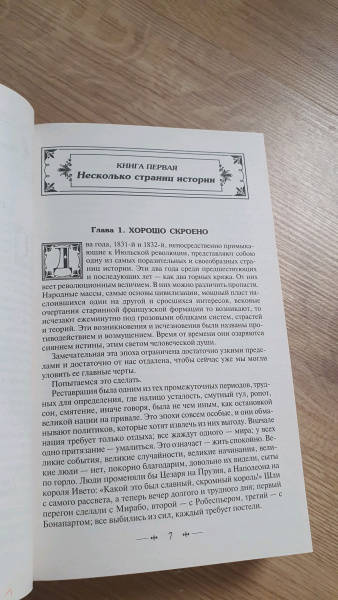 КНИГА ПЕРВАЯ
Несколько страниц истории
Глава 1. ХОРОШО СКРОЕНО
Два года, 1831-й и 1832-й, непосредственно примыкаю-
щие к Июльской революции, представляют собою
одну из самых поразительных и своеобразных стра-
ниц истории. Эти два года среди предшествующих
и последующих лет — как два горных кряжа. От них
веет революционным величием. В них можно различить пропасти.
Народные массы, самые основы цивилизации, мощный пласт на-
слоившихся один на другой и сросшихся интересов, вековые
очертания старинной французской формации то возникают, то
исчезают ежеминутно под грозовыми облаками систем, страстей
и теорий. Эти возникновения и исчезновения были названы про-
тиводействием и возмущением. Время от времени они озаряются
сиянием истины, этим светом человеческой души.
Замечательная эта эпоха ограничена достаточно узкими преде-
лами и достаточно от нас отдалена, чтобы сейчас уже мы могли
уловить ее главные черты.
Попытаемся это сделать.
Реставрация была одним из тех промежуточных периодов, труд-
ных для определения, где налицо усталость, смутный гул, ропот,
сон, смятение, иначе говоря, была не чем иным, как остановкой
великой нации на привале. Это эпохи совсем особые, и они обма-
нывают политиков, которые хотят извлечь из них выгоду. Вначале
нация требует только отдыха; все жаждут одного — мира; у всех
одно притязание — умалиться. Это означает — жить спокойно. Ве-
ликие события, великие случайности, великие начинания, вели-
кие люди — нет, покорно благодарим, довольно их видели, сыты
по горло. Люди променяли бы Цезаря на Прузия, а Наполеона на
короля Ивето: «Какой это был славный, скромный король!» Шли
с самого рассвета, а теперь вечер долгого и трудного дня; первый
перегон сделали с Мирабо, второй — с Робеспьером, третий — с
Бонапартом; все выбились из сил, каждый требует постели.
7